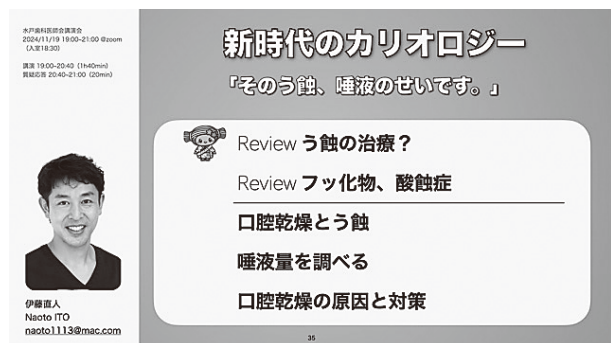 水戸歯科医師会講演会
2024/11/19 19:00-21:00 @zoom
（入室18:30）
講演 19:00-20:40（1h40min）
質疑応答 20:40-21:00（20min）
新時代のカリオロジー
「そのう蝕、唾液のせいです。」
Review う蝕の治療？
Review フッ化物、酸蝕症
口腔乾燥とう蝕
唾液量を調べる
口腔乾燥の原因と対策
伊藤直人
Naoto ITO
naoto1113@mac.com
35